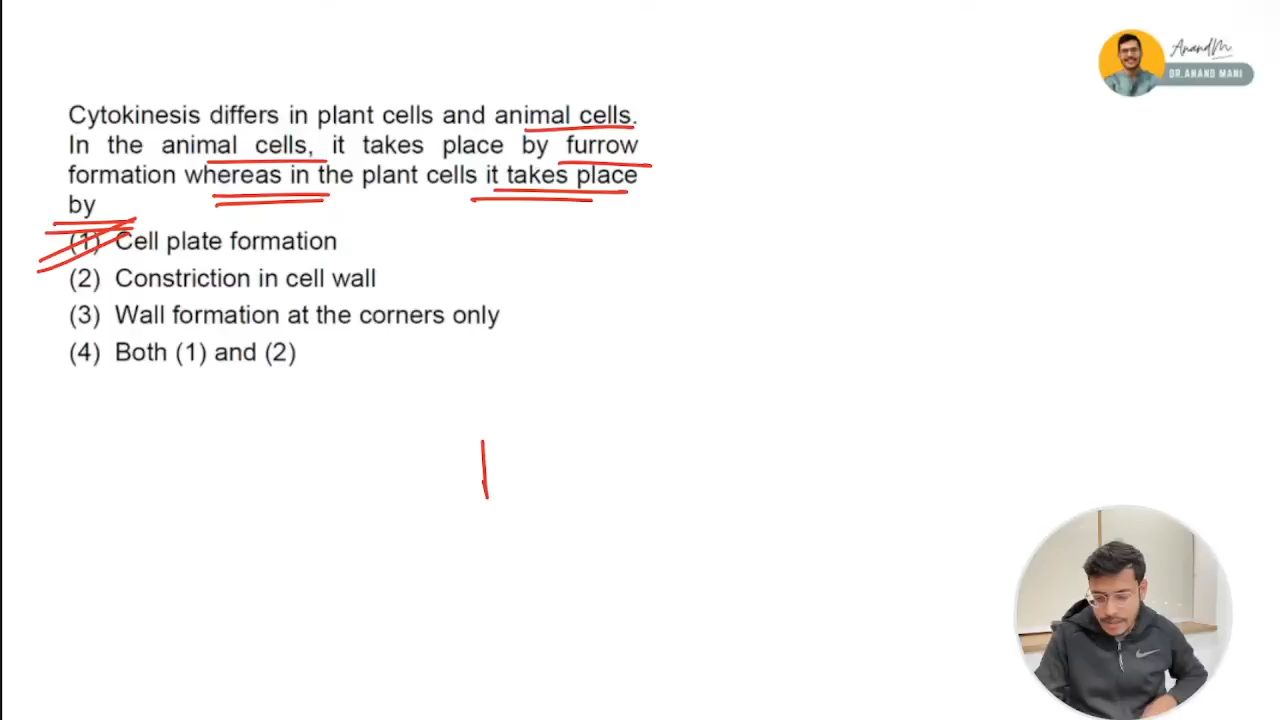 AnandM
DR.ANAND MANI
Cytokinesis differs in plant cells and animal cells.
In the animal cells, it takes place by furrow
formation whereas in the plant cells it takes place
by
(1) Cell plate formation
(2) Constriction in cell wall
(3) Wall formation at the corners only
(4) Both (1) and (2)